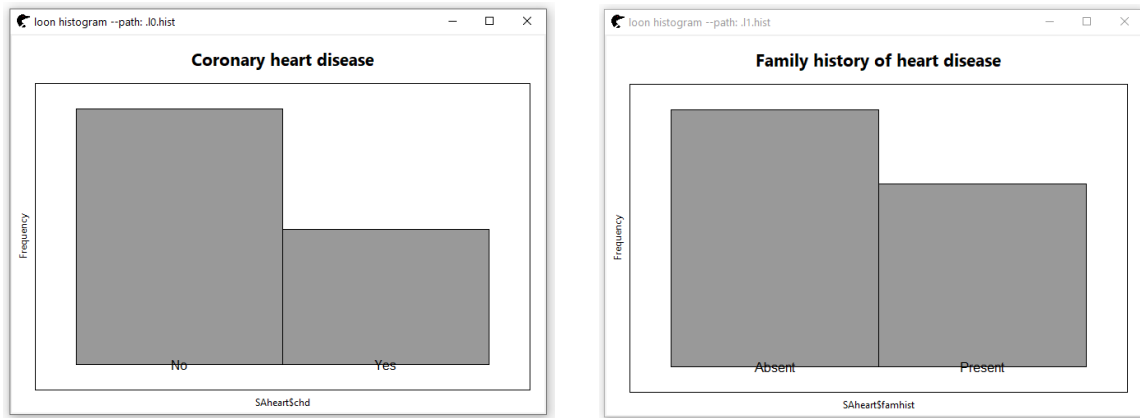 loon histogram --path: .l0.hist
Coronary heart disease
Frequency
No
Yes
SAheart$chd
loon histogram --path: .l1.hist
Family history of heart disease
Frequency
Absent
Present
SAheart$famhist